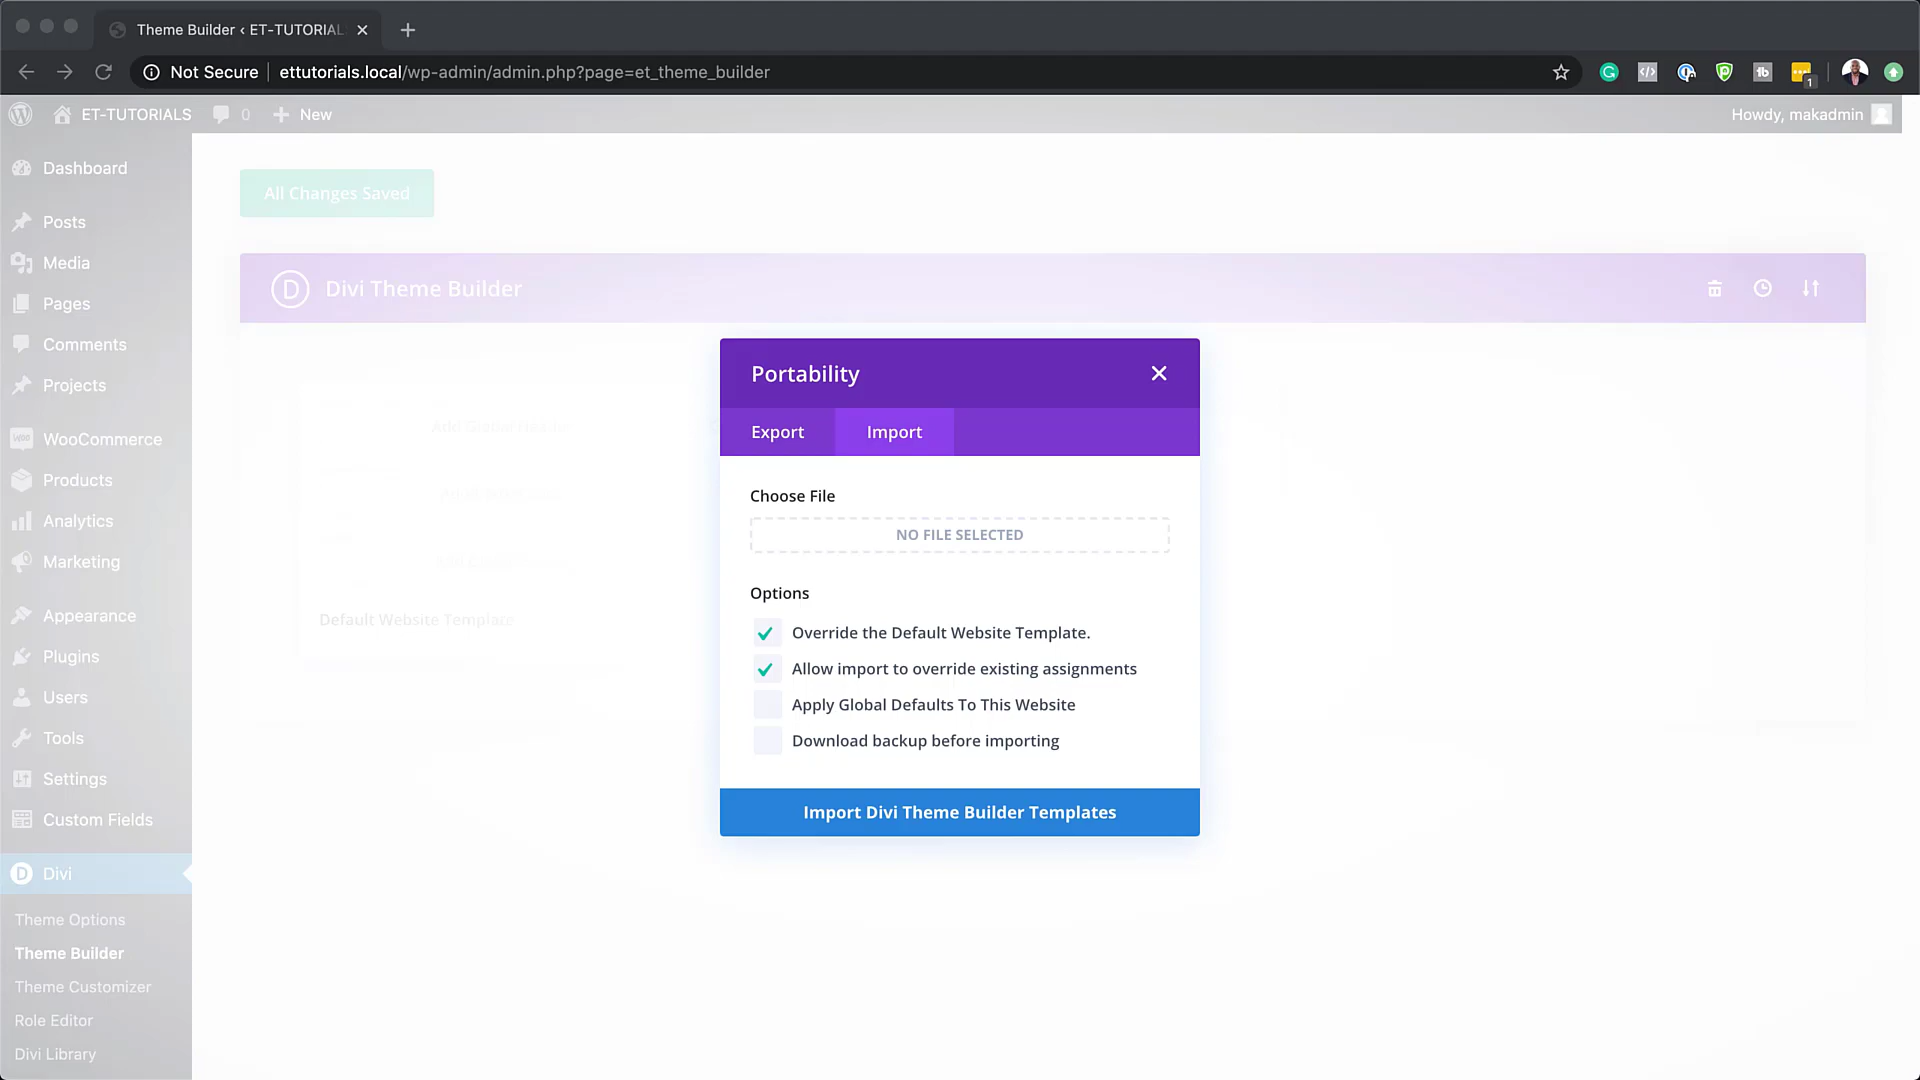 Theme Builder ‹ ET-TUTORIAL
Not Secure ettutorials.local/wp-admin/admin.php?page=et_theme_builder
1
ET-TUTORIALS 0 New
Howdy, makadmin
Dashboard
Posts
Media
Pages
Comments
Projects
WooCommerce
Products
Analytics
Marketing
Appearance
Plugins
Users
Tools
Settings
Custom Fields
D Divi
Theme Options
Theme Builder
Theme Customizer
Role Editor
Divi Library
All Changes Saved
D Divi Theme Builder
Default Website Template
Portability
Export Import
Choose File
NO FILE SELECTED
Options
Override the Default Website Template.
Allow import to override existing assignments
Apply Global Defaults To This Website
Download backup before importing
Import Divi Theme Builder Templates